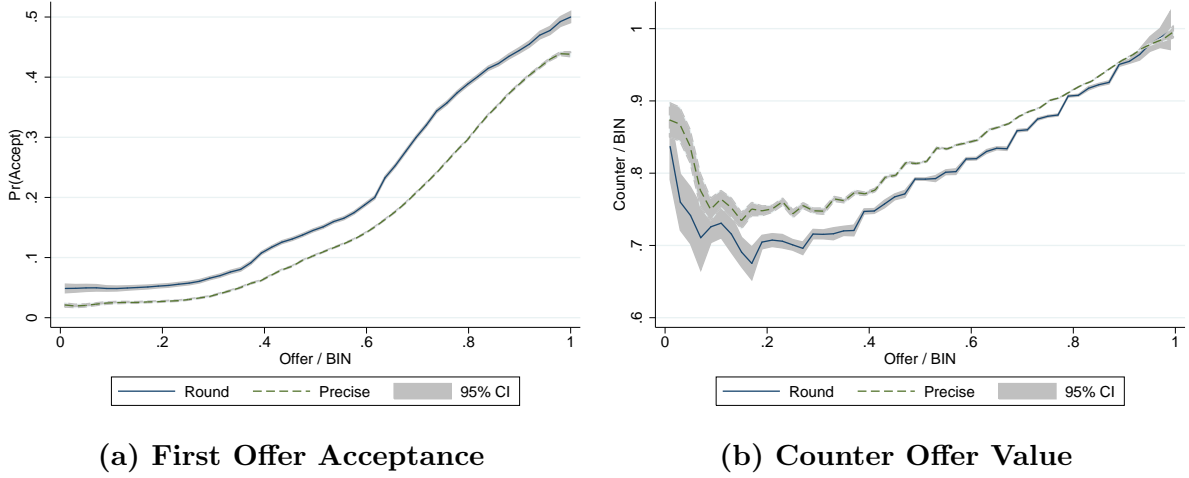 Pr(Accept)
.5
.4
.3
.2
.1
0
0 .2 .4 .6 .8 1
Offer / BIN
Round Precise 95% CI
(a) First Offer Acceptance
Counter / BIN
1
.9
.8
.7
.6
0 .2 .4 .6 .8 1
Offer / BIN
Round Precise 95% CI
(b) Counter Offer Value